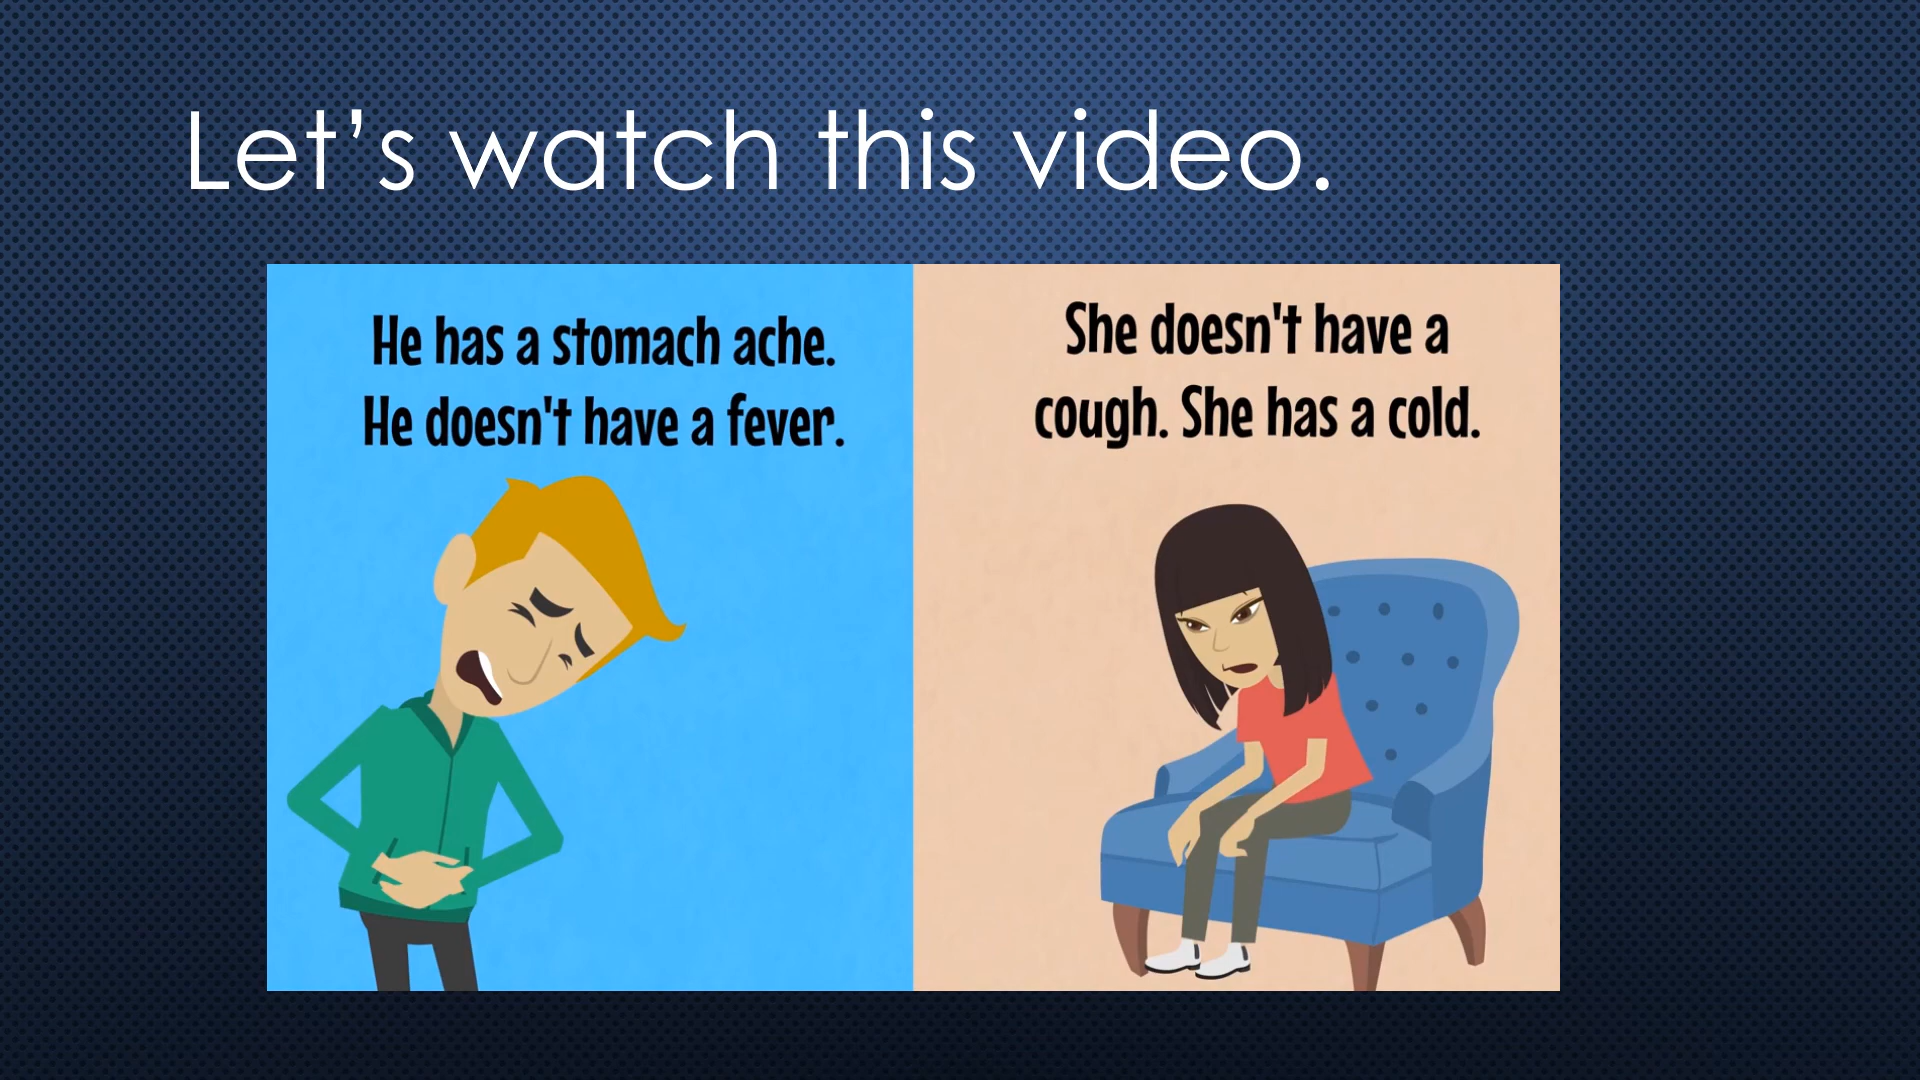 Let’s watch this video.
He has a stomach ache.
He doesn't have a fever.
She doesn't have a
cough. She has a cold.